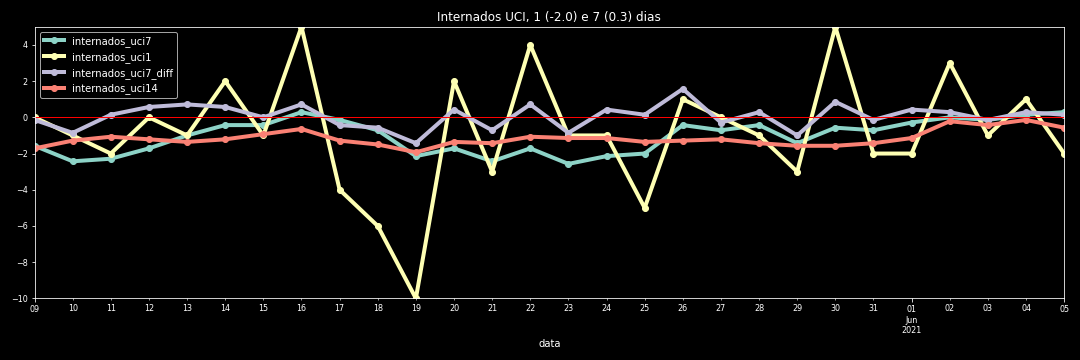 Internados UCI, 1 (-2.0) e 7 (0.3) dias
internados_uci7
internados_uci1
internados_uci7_diff
internados_uci14
4
2
0
−2
−4
−6
−8
−10
09 10 11 12 13 14 15 16 17 18 19 20 21 22 23 24 25 26 27 28 29 30 31 01 02 03 04 05
Jun
2021
data